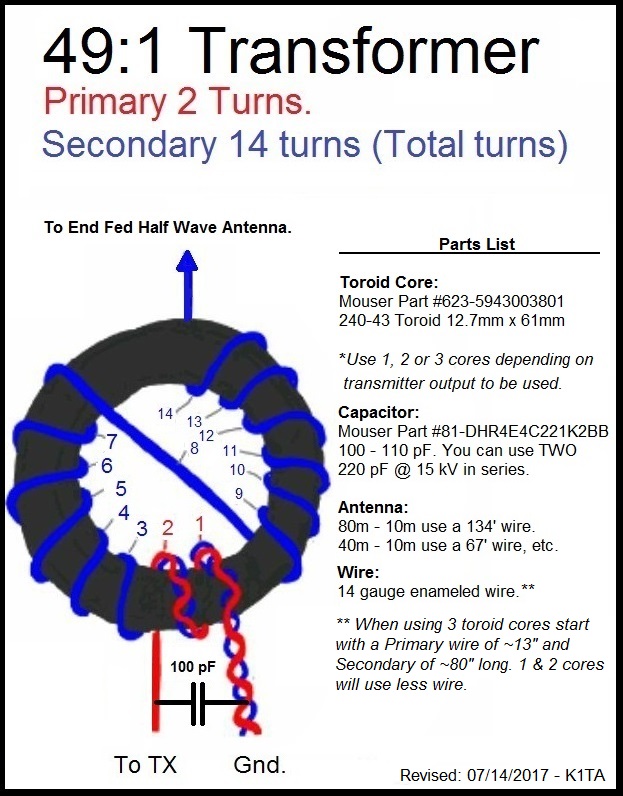 49:1 Transformer
Primary 2 Turns.
Secondary 14 turns (Total turns)
To End Fed Half Wave Antenna.
14
13
12
11
10
9
8
7
6
5
4
3
2
1
100 pF
To TX
Gnd.
Parts List
Toroid Core:
Mouser Part #623-5943003801
240-43 Toroid 12.7mm x 61mm
*Use 1, 2 or 3 cores depending on
transmitter output to be used.
Capacitor:
Mouser Part #81-DHR4E4C221K2BB
100 - 110 pF. You can use TWO
220 pF @ 15 kV in series.
Antenna:
80m - 10m use a 134' wire.
40m - 10m use a 67' wire, etc.
Wire:
14 gauge enameled wire.**
** When using 3 toroid cores start
with a Primary wire of ~13" and
Secondary of ~80" long. 1 & 2 cores
will use less wire.
Revised: 07/14/2017 - K1TA